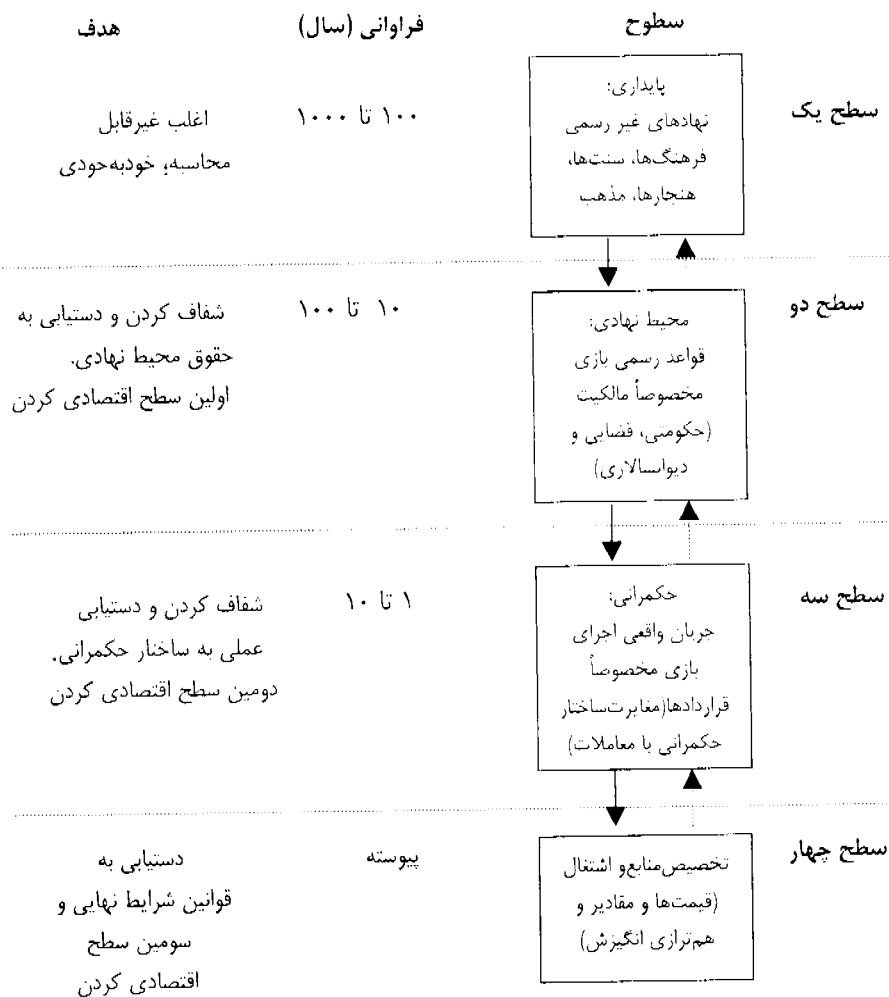 سطوح
فراوانی (سال)
هدف
سطح یک
پایداری:
نهادهای غیر رسمی
فرهنگ‌ها، سنت‌ها،
هنجارها، مذهب
۱۰۰ تا ۱۰۰۰
اغلب غیرقابل
محاسبه؛ خودبه‌حودی
سطح دو
محیط نهادی:
قواعد رسمی بازی
مخصوصاً مالکیت
(حکومتی، قضایی و
دیوانسالاری)
۱۰ تا ۱۰۰
شفاف کردن و دستیابی به
حقوق محیط نهادی.
اولین سطح اقتصادی کردن
سطح سه
حکمرانی:
جریان واقعی اجرای
بازی مخصوصاً
قراردادها(مغایرت‌ساختار
حکمرانی با معاملات)
۱ تا ۱۰
شفاف کردن و دستیابی
عملی به ساختار حکمرانی.
دومین سطح اقتصادی کردن
سطح چهار
تخصیص‌منابع‌و اشتغال
(قیمت‌ها و مقادیر و
هم‌ترازی انگیزش)
پیوسته
دستیابی به
قوانین شرایط نهایی و
سومین سطح
اقتصادی کردن